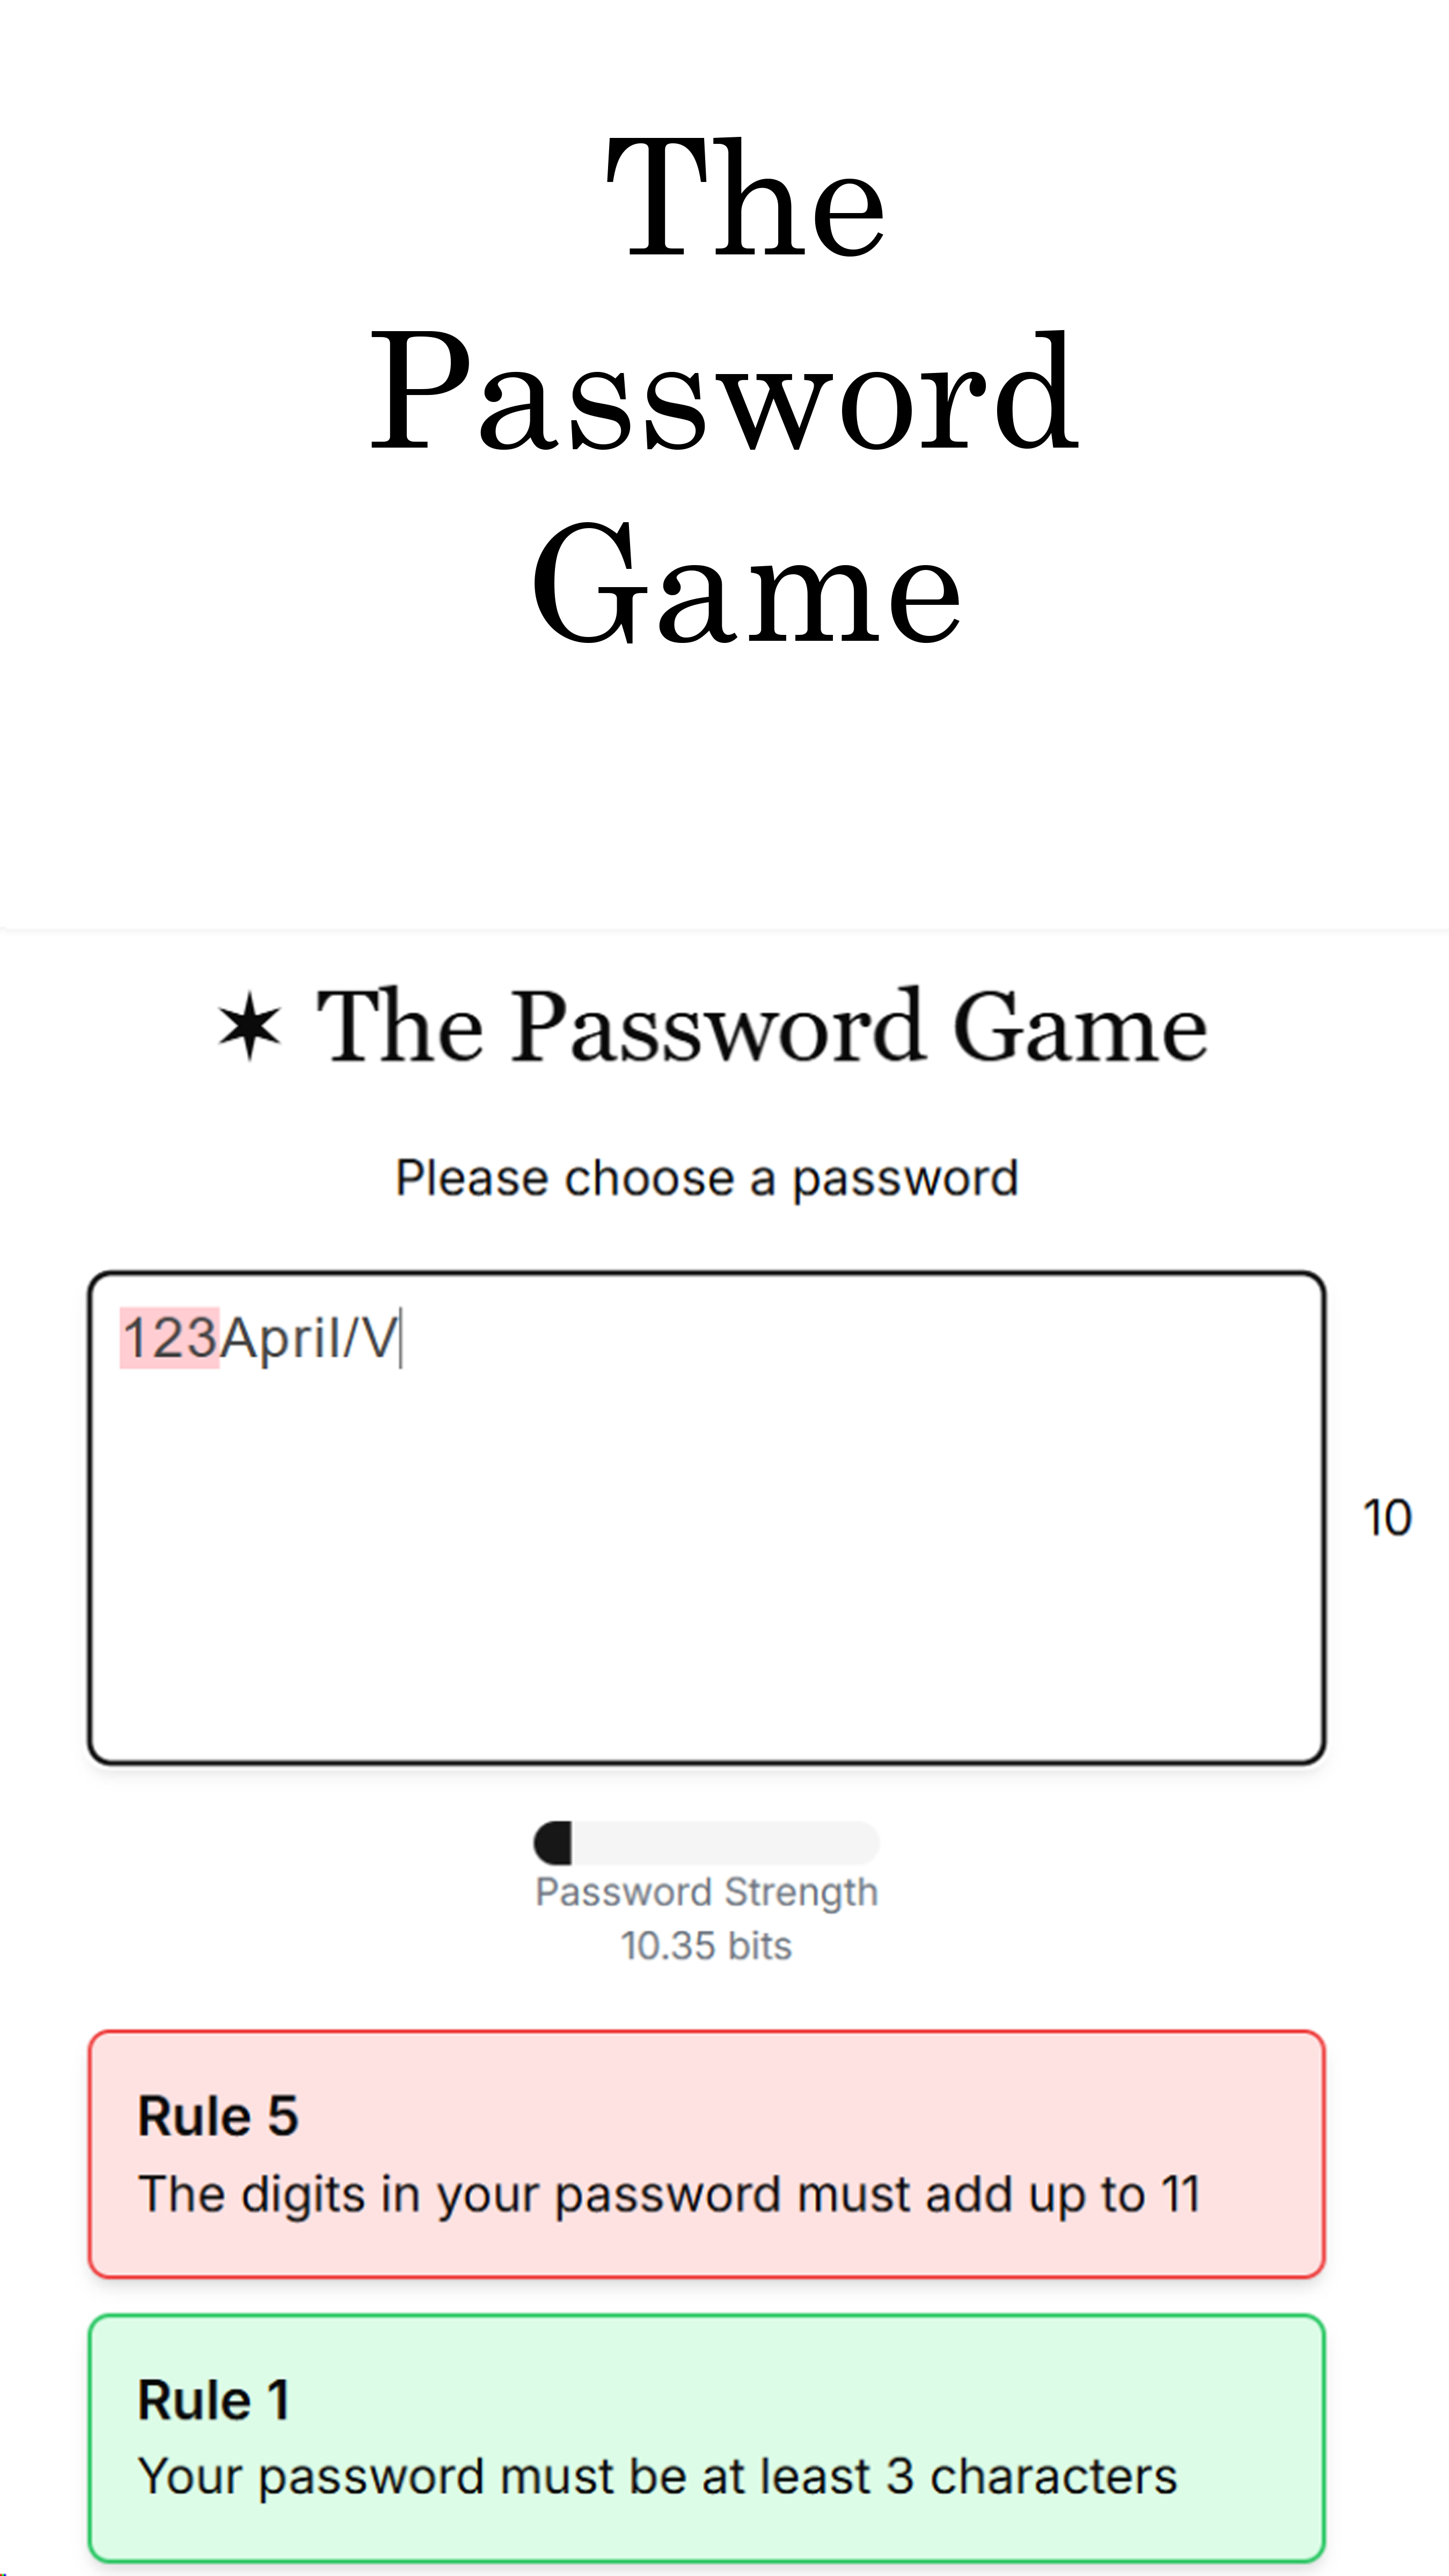 The
Password
Game
✶ The Password Game
Please choose a password
123April/V
10
Password Strength
10.35 bits
Rule 5
The digits in your password must add up to 11
Rule 1
Your password must be at least 3 characters